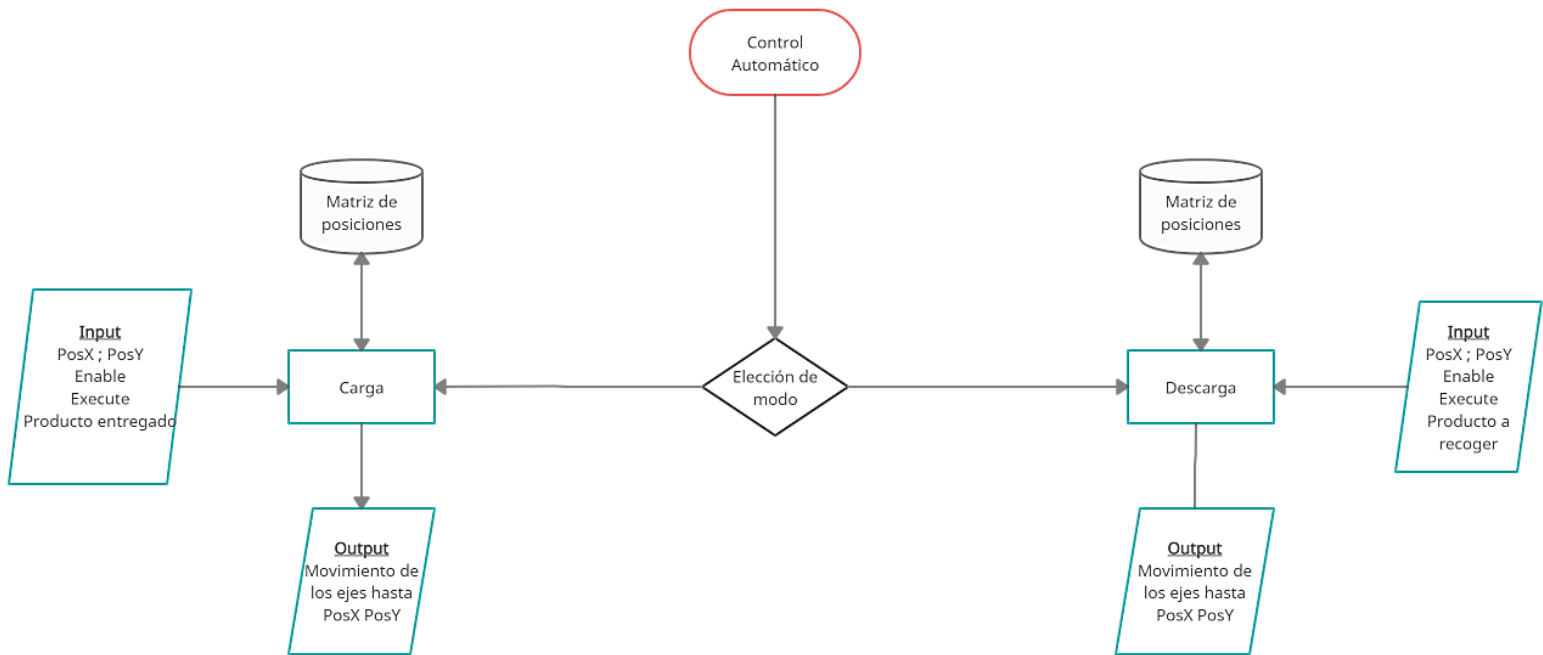 Control
Automático
Matriz de
posiciones
Matriz de
posiciones
Input
PosX ; PosY
Enable
Execute
Producto entregado
Carga
Elección de
modo
Descarga
Input
PosX ; PosY
Enable
Execute
Producto a
recoger
Output
Movimiento de
los ejes hasta
PosX PosY
Output
Movimiento de
los ejes hasta
PosX PosY